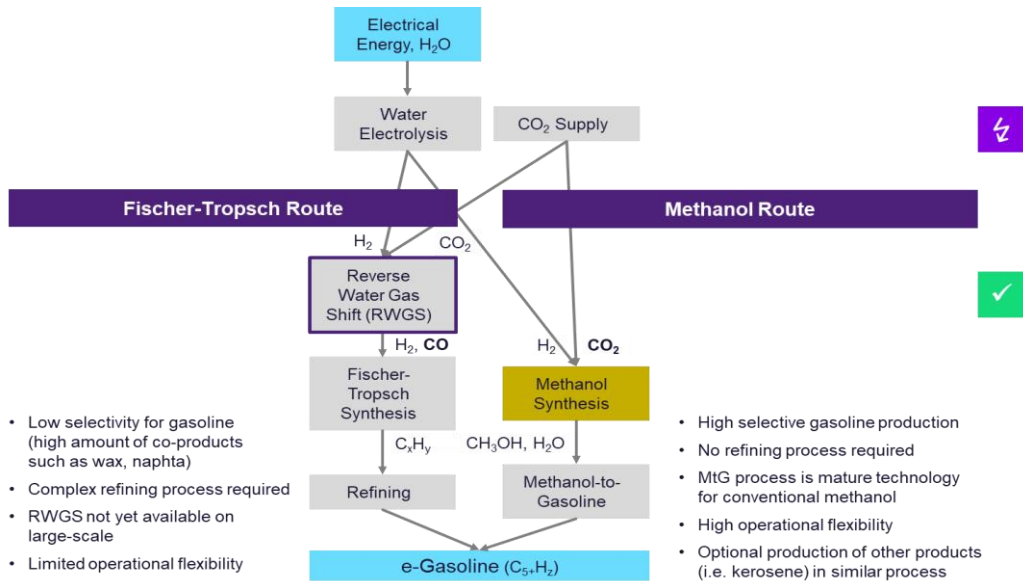 Electrical
Energy, H₂O
Water
Electrolysis
CO₂ Supply
Fischer-Tropsch Route
Methanol Route
H₂
CO₂
Reverse
Water Gas
Shift (RWGS)
H₂, CO
H₂
CO₂
Fischer-
Tropsch
Synthesis
Methanol
Synthesis
• Low selectivity for gasoline
(high amount of co-products
such as wax, naphta)
• Complex refining process required
• RWGS not yet available on
large-scale
• Limited operational flexibility
CₓHᵧ
CH₃OH, H₂O
Refining
Methanol-to-
Gasoline
• High selective gasoline production
• No refining process required
• MtG process is mature technology
for conventional methanol
• High operational flexibility
• Optional production of other products
(i.e. kerosene) in similar process
e-Gasoline (C₅₊H_z)